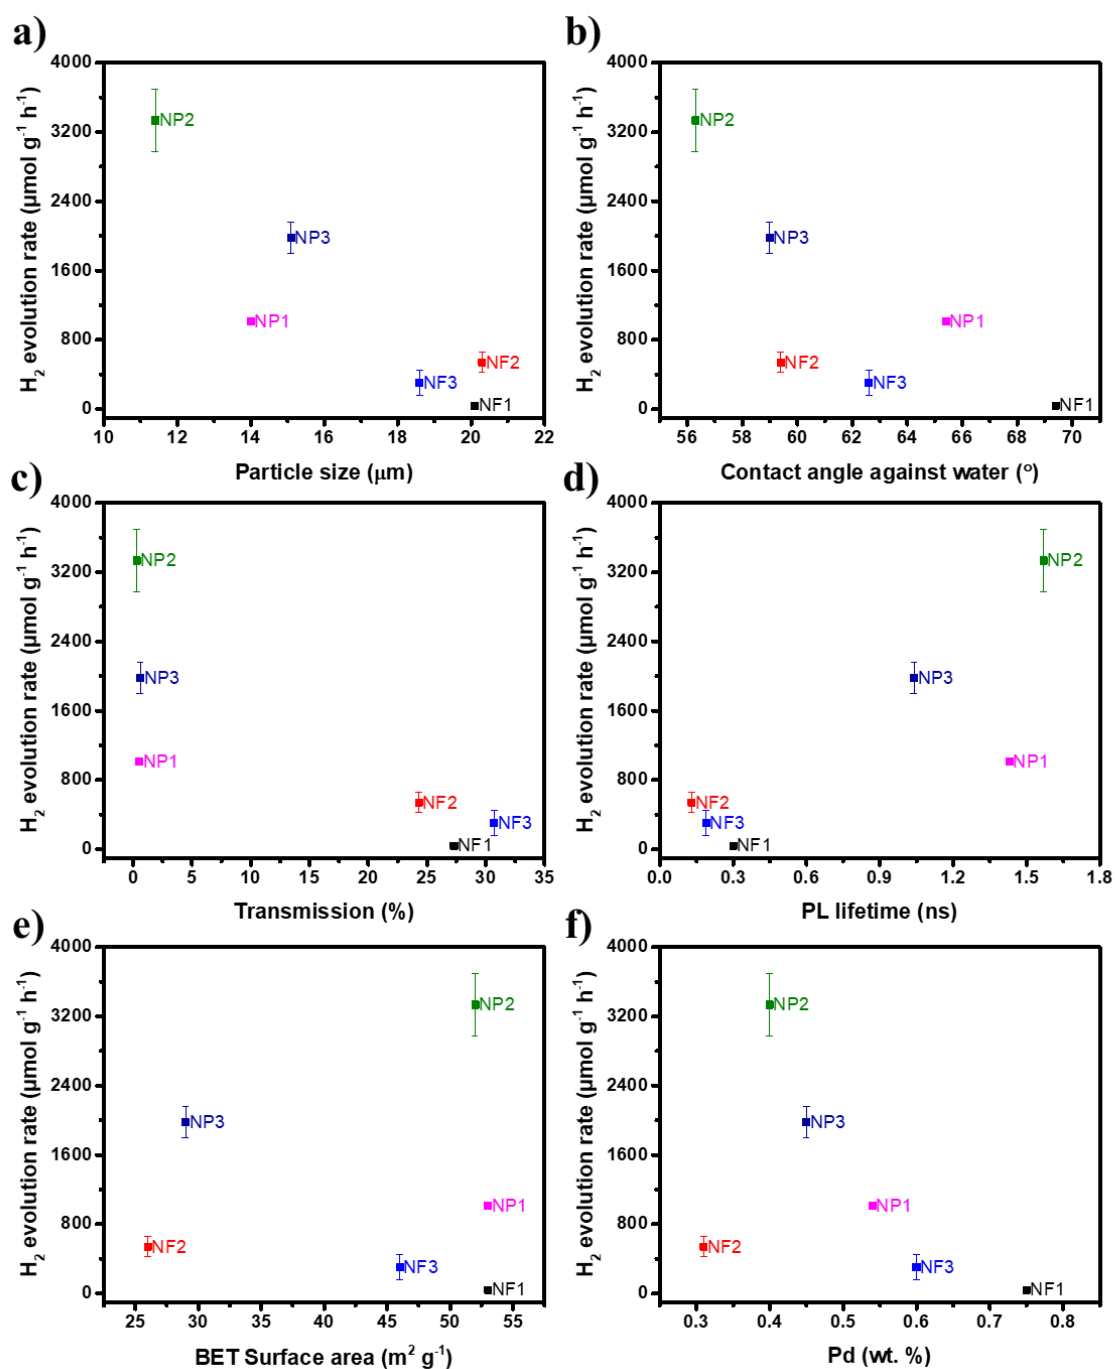 a)
H₂ evolution rate (μmol g⁻¹ h⁻¹)
4000
3200
2400
1600
800
0
NP2
NP3
NP1
NF2
NF3
NF1
10 12 14 16 18 20 22
Particle size (μm)
b)
H₂ evolution rate (μmol g⁻¹ h⁻¹)
4000
3200
2400
1600
800
0
NP2
NP3
NP1
NF2
NF3
NF1
56 58 60 62 64 66 68 70
Contact angle against water (°)
c)
H₂ evolution rate (μmol g⁻¹ h⁻¹)
4000
3200
2400
1600
800
0
NP2
NP3
NP1
NF2
NF3
NF1
0 5 10 15 20 25 30 35
Transmission (%)
d)
H₂ evolution rate (μmol g⁻¹ h⁻¹)
4000
3200
2400
1600
800
0
NP2
NP3
NP1
NF2
NF3
NF1
0.0 0.3 0.6 0.9 1.2 1.5 1.8
PL lifetime (ns)
e)
H₂ evolution rate (μmol g⁻¹ h⁻¹)
4000
3200
2400
1600
800
0
NP2
NP3
NP1
NF2
NF3
NF1
25 30 35 40 45 50 55
BET Surface area (m² g⁻¹)
f)
H₂ evolution rate (μmol g⁻¹ h⁻¹)
4000
3200
2400
1600
800
0
NP2
NP3
NP1
NF2
NF3
NF1
0.3 0.4 0.5 0.6 0.7 0.8
Pd (wt. %)